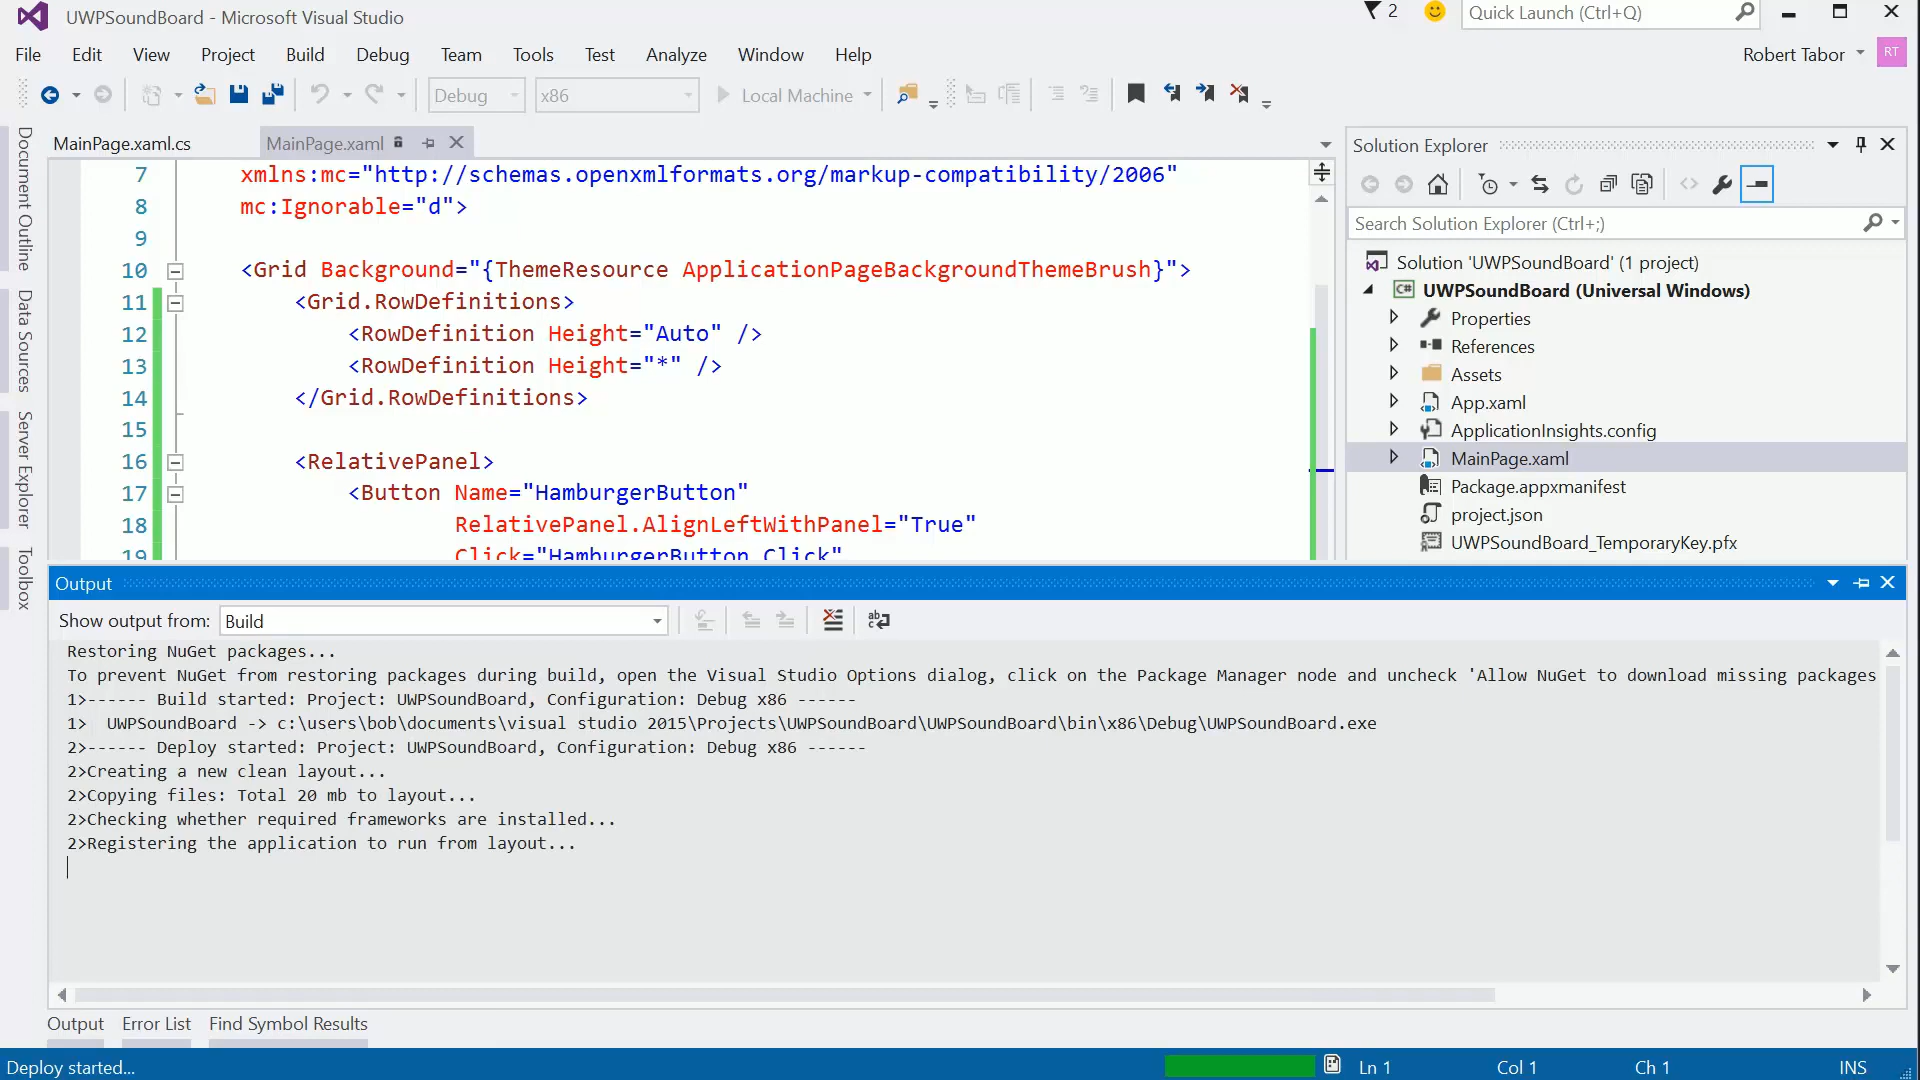 UWPSoundBoard - Microsoft Visual Studio
2
Quick Launch (Ctrl+Q)
File Edit View Project Build Debug Team Tools Test Analyze Window Help
Robert Tabor RT
Debug x86 Local Machine
Document Outline
Data Sources
Server Explorer
Toolbox
MainPage.xaml.cs MainPage.xaml
7 xmlns:mc="http://schemas.openxmlformats.org/markup-compatibility/2006"
8 mc:Ignorable="d">
9
10 <Grid Background="{ThemeResource ApplicationPageBackgroundThemeBrush}">
11 <Grid.RowDefinitions>
12 <RowDefinition Height="Auto" />
13 <RowDefinition Height="*" />
14 </Grid.RowDefinitions>
15
16 <RelativePanel>
17 <Button Name="HamburgerButton"
18 RelativePanel.AlignLeftWithPanel="True"
19 Click="HamburgerButton_Click"
Solution Explorer
Search Solution Explorer (Ctrl+;)
Solution 'UWPSoundBoard' (1 project)
C# UWPSoundBoard (Universal Windows)
Properties
References
Assets
App.xaml
ApplicationInsights.config
MainPage.xaml
Package.appxmanifest
project.json
UWPSoundBoard_TemporaryKey.pfx
Output
Show output from: Build
Restoring NuGet packages...
To prevent NuGet from restoring packages during build, open the Visual Studio Options dialog, click on the Package Manager node and uncheck 'Allow NuGet to download missing packages
1>------ Build started: Project: UWPSoundBoard, Configuration: Debug x86 ------
1>  UWPSoundBoard -> c:\users\bob\documents\visual studio 2015\Projects\UWPSoundBoard\UWPSoundBoard\bin\x86\Debug\UWPSoundBoard.exe
2>------ Deploy started: Project: UWPSoundBoard, Configuration: Debug x86 ------
2>Creating a new clean layout...
2>Copying files: Total 20 mb to layout...
2>Checking whether required frameworks are installed...
2>Registering the application to run from layout...
Output Error List Find Symbol Results
Deploy started... Ln 1 Col 1 Ch 1 INS